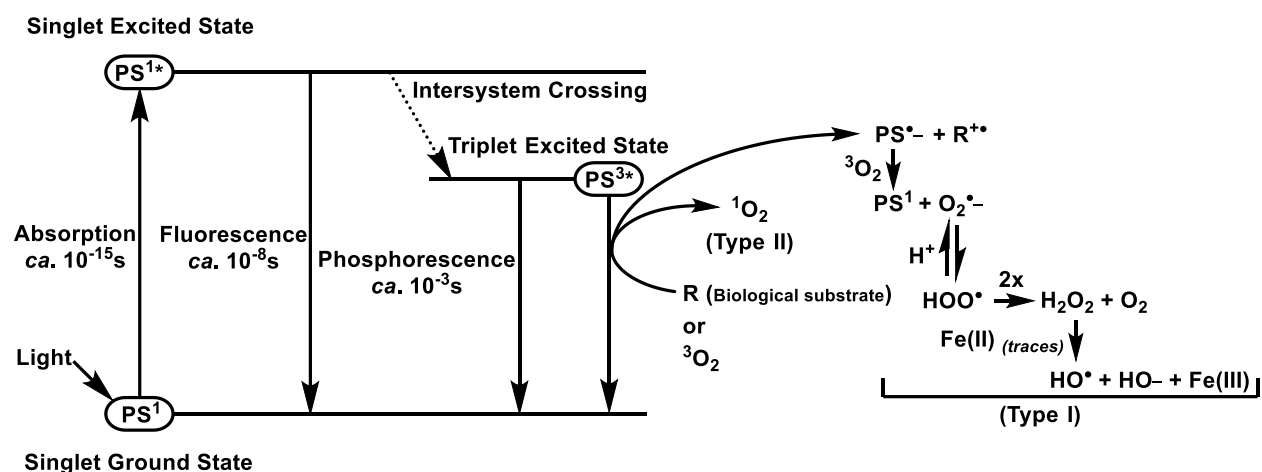 Singlet Excited State
PS¹*
Intersystem Crossing
Triplet Excited State
PS³*
PS•– + R⁺•
³O₂
PS¹ + O₂•–
Absorption
ca. 10⁻¹⁵s
Fluorescence
ca. 10⁻⁸s
Phosphorescence
ca. 10⁻³s
¹O₂
(Type II)
H⁺
R (Biological substrate)
or
³O₂
HOO•
2x
H₂O₂ + O₂
Fe(II) (traces)
HO• + HO– + Fe(III)
(Type I)
Light
PS¹
Singlet Ground State